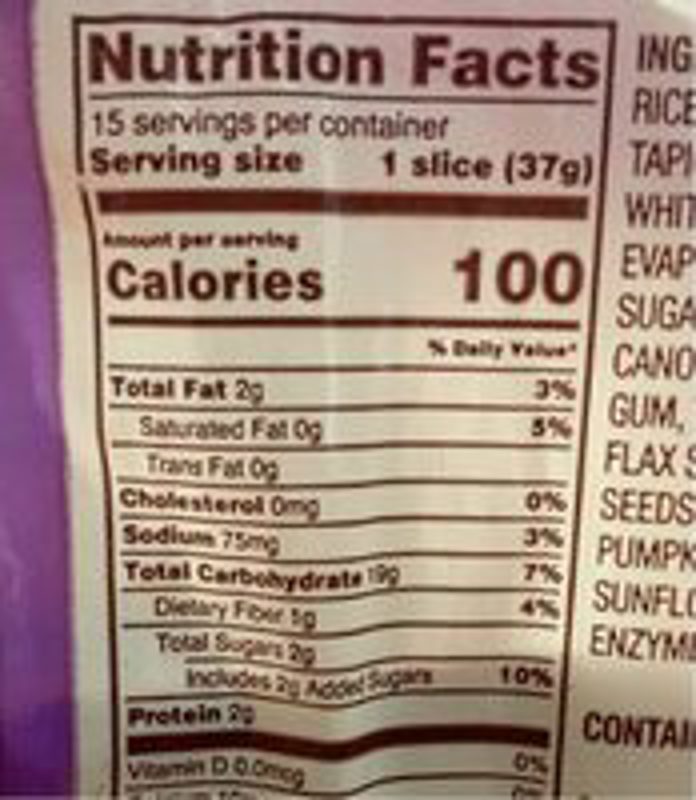 Nutrition Facts
15 servings per container
Serving size 1 slice (37g)
Amount per serving
Calories 100
% Daily Value*
Total Fat 2g 3%
Saturated Fat 0g 5%
Trans Fat 0g
Cholesterol 0mg 0%
Sodium 75mg 3%
Total Carbohydrate 19g 7%
Dietary Fiber 1g 4%
Total Sugars 2g
Includes 2g Added Sugars 10%
Protein 2g
Vitamin D 0.0mcg 0%
ING
RICE
TAPI
WHIT
EVAP
SUGA
CANO
GUM,
FLAX S
SEEDS
PUMPK
SUNFLO
ENZYME
CONTAI